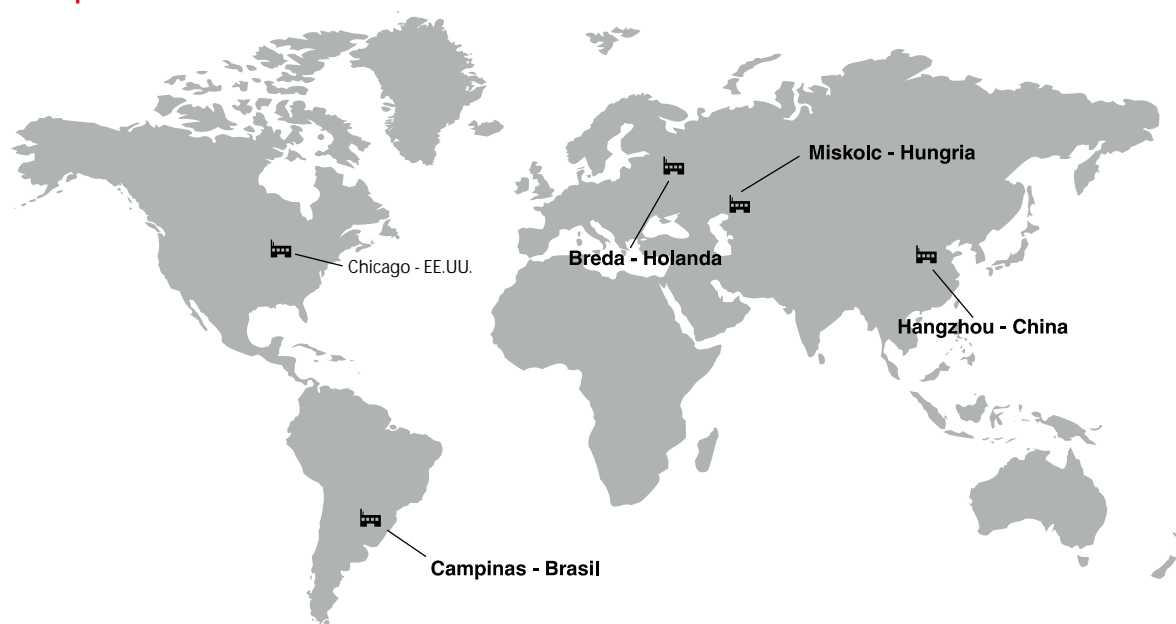 Miskolc - Hungria
Breda - Holanda
Chicago - EE.UU.
Hangzhou - China
Campinas - Brasil